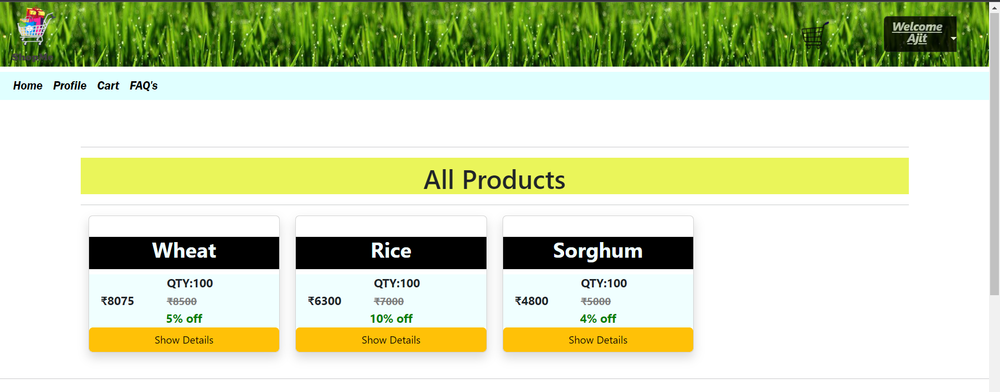 ShopMe
Welcome
Ajit
Home Profile Cart FAQ's
All Products
Wheat
QTY:100
₹8075 ₹8500
5% off
Show Details
Rice
QTY:100
₹6300 ₹7000
10% off
Show Details
Sorghum
QTY:100
₹4800 ₹5000
4% off
Show Details